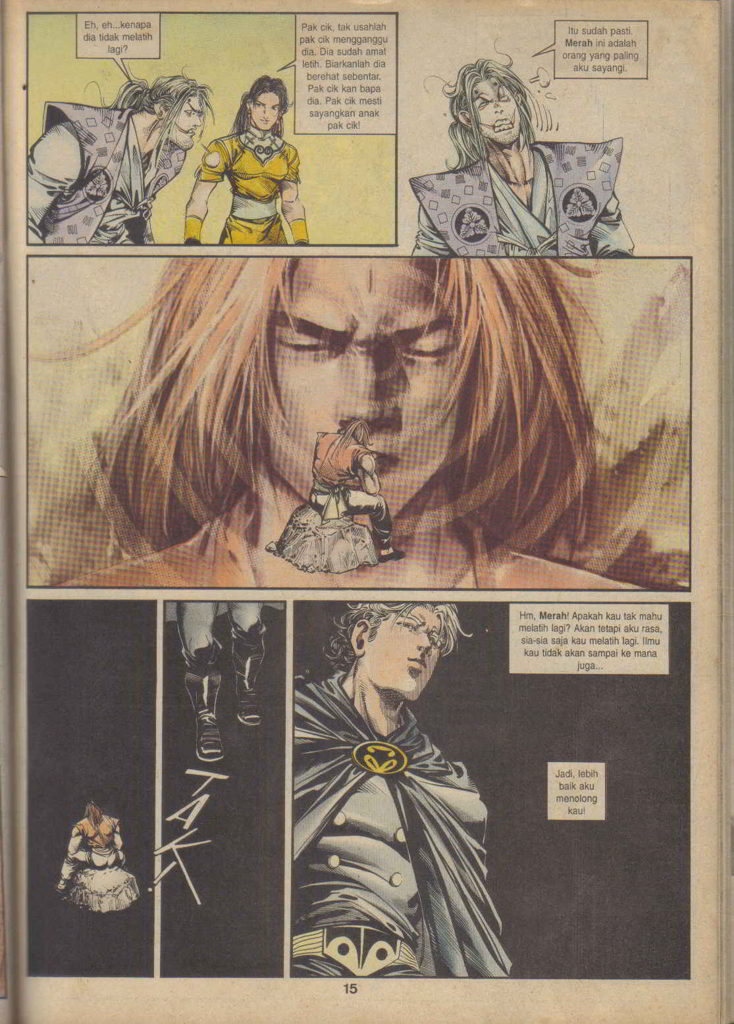 Eh, eh...kenapa
dia tidak melatih
lagi?
Pak cik, tak usahlah
pak cik mengganggu
dia. Dia sudah amat
letih. Biarkanlah dia
berehat sebentar.
Pak cik kan bapa
dia. Pak cik mesti
sayangkan anak
pak cik!
Itu sudah pasti.
Merah ini adalah
orang yang paling
aku sayangi.
TAK!
Hm, Merah! Apakah kau tak mahu
melatih lagi? Akan tetapi aku rasa,
sia-sia saja kau melatih lagi. Ilmu
kau tidak akan sampai ke mana
juga...
Jadi, lebih
baik aku
menolong
kau!
15